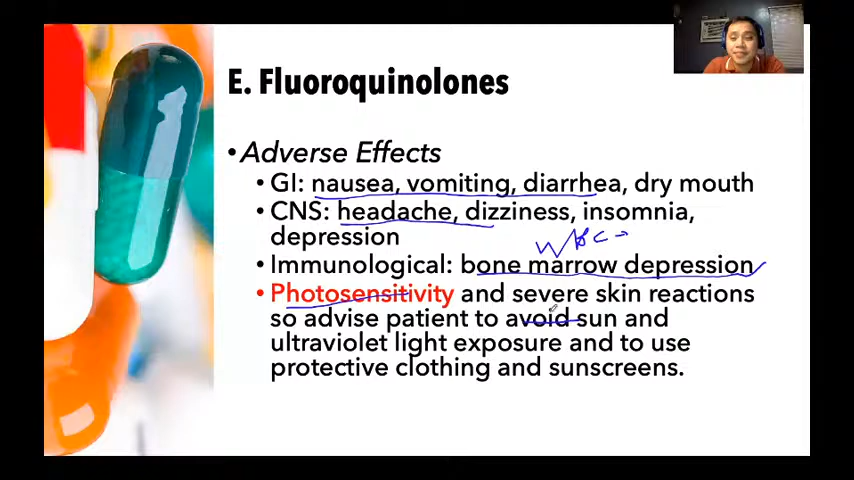 E. Fluoroquinolones
• Adverse Effects
• GI: nausea, vomiting, diarrhea, dry mouth
• CNS: headache, dizziness, insomnia,
depression
WBC →
• Immunological: bone marrow depression
• Photosensitivity and severe skin reactions
so advise patient to avoid sun and
ultraviolet light exposure and to use
protective clothing and sunscreens.